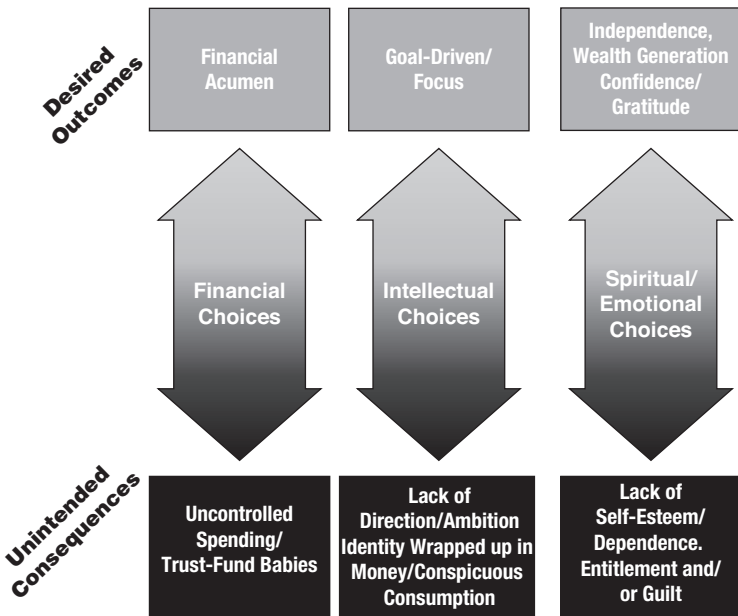 Desired
Outcomes
Financial
Acumen
Goal-Driven/
Focus
Independence,
Wealth Generation
Confidence/
Gratitude
Financial
Choices
Intellectual
Choices
Spiritual/
Emotional
Choices
Unintended
Consequences
Uncontrolled
Spending/
Trust-Fund Babies
Lack of
Direction/Ambition
Identity Wrapped up in
Money/Conspicuous
Consumption
Lack of
Self-Esteem/
Dependence.
Entitlement and/
or Guilt